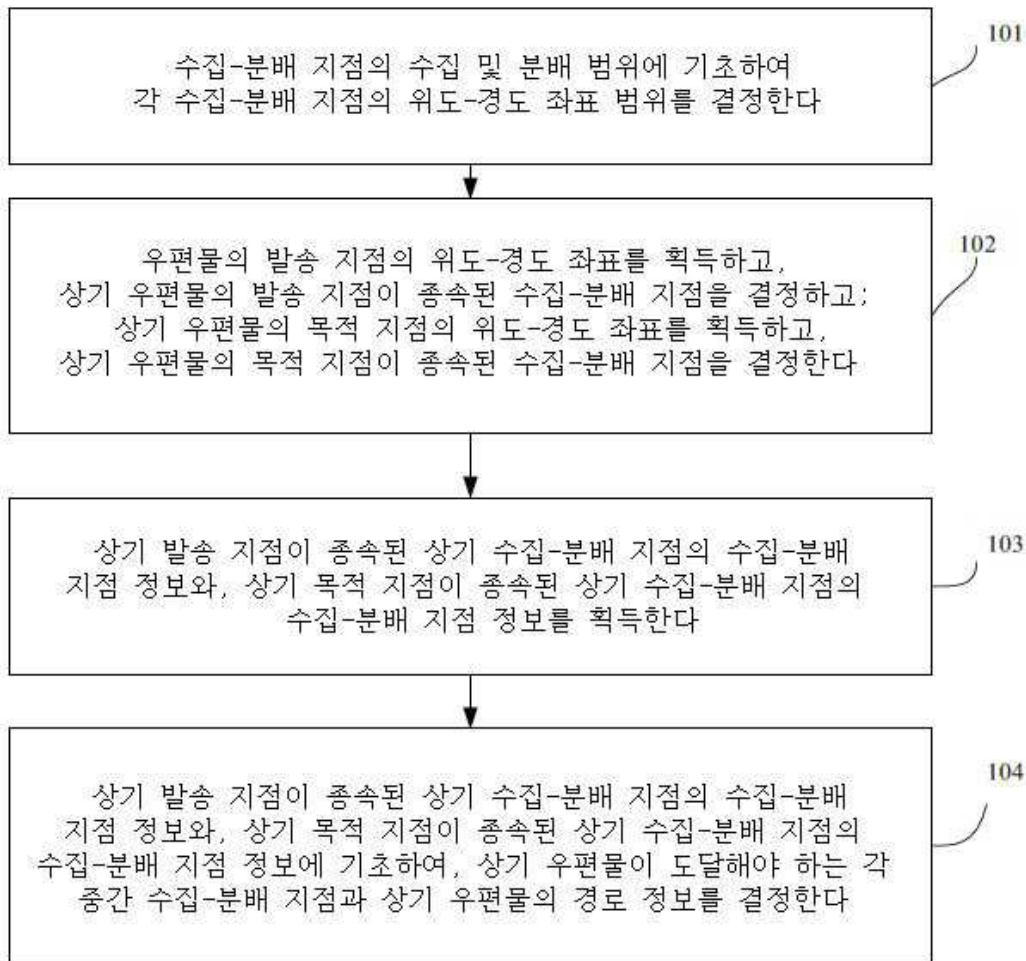 수집-분배 지점의 수집 및 분배 범위에 기초하여
각 수집-분배 지점의 위도-경도 좌표 범위를 결정한다
101
우편물의 발송 지점의 위도-경도 좌표를 획득하고,
상기 우편물의 발송 지점이 종속된 수집-분배 지점을 결정하고;
상기 우편물의 목적 지점의 위도-경도 좌표를 획득하고,
상기 우편물의 목적 지점이 종속된 수집-분배 지점을 결정한다
102
상기 발송 지점이 종속된 상기 수집-분배 지점의 수집-분배
지점 정보와, 상기 목적 지점이 종속된 상기 수집-분배 지점의
수집-분배 지점 정보를 획득한다
103
상기 발송 지점이 종속된 상기 수집-분배 지점의 수집-분배
지점 정보와, 상기 목적 지점이 종속된 상기 수집-분배 지점의
수집-분배 지점 정보에 기초하여, 상기 우편물이 도달해야 하는 각
중간 수집-분배 지점과 상기 우편물의 경로 정보를 결정한다
104